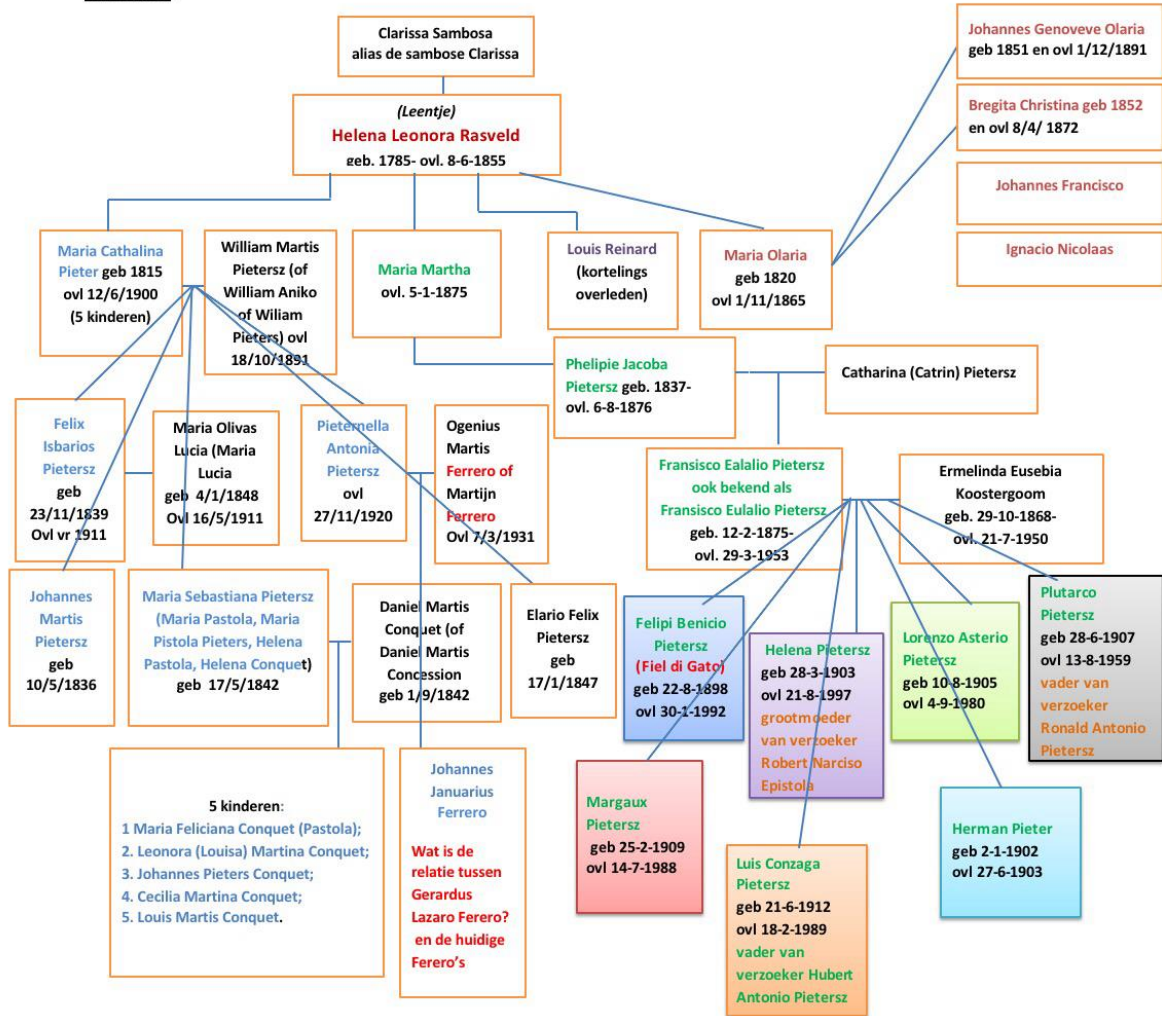 Clarissa Sambosa
alias de sambose Clarissa
Johannes Genoveve Olaria
geb 1851 en ovl 1/12/1891
(Leentje)
Helena Leonora Rasveld
geb. 1785- ovl. 8-6-1855
Bregita Christina geb 1852
en ovl 8/4/ 1872
Johannes Francisco
Ignacio Nicolaas
Maria Cathalina
Pieter geb 1815
ovl 12/6/1900
(5 kinderen)
William Martis
Pietersz (of
William Aniko
of Wiliam
Pieters) ovl
18/10/1891
Maria Martha
ovl. 5-1-1875
Louis Reinard
(kortelings
overleden)
Maria Olaria
geb 1820
ovl 1/11/1865
Phelipie Jacoba
Pietersz geb. 1837-
ovl. 6-8-1876
Catharina (Catrin) Pietersz
Felix
Isbarios
Pietersz
geb
23/11/1839
Ovl vr 1911
Maria Olivas
Lucia (Maria
Lucia
geb 4/1/1848
Ovl 16/5/1911
Pieternella
Antonia
Pietersz
ovl
27/11/1920
Ogenius
Martis
Ferrero of
Martijn
Ferrero
Ovl 7/3/1931
Fransisco Ealalio Pietersz
ook bekend als
Fransisco Eulalio Pietersz
geb. 12-2-1875-
ovl. 29-3-1953
Ermelinda Eusebia
Koostergoom
geb. 29-10-1868-
ovl. 21-7-1950
Johannes
Martis
Pietersz
geb
10/5/1836
Maria Sebastiana Pietersz
(Maria Pastola, Maria
Pistola Pieters, Helena
Pastola, Helena Conquet)
geb 17/5/1842
Daniel Martis
Conquet (of
Daniel Martis
Concession
geb 1/9/1842
Elario Felix
Pietersz
geb
17/1/1847
Felipi Benicio
Pietersz
(Fiel di Gato)
geb 22-8-1898
ovl 30-1-1992
Helena Pietersz
geb 28-3-1903
ovl 21-8-1997
grootmoeder
van verzoeker
Robert Narciso
Epistola
Lorenzo Asterio
Pietersz
geb 10-8-1905
ovl 4-9-1980
Plutarco
Pietersz
geb 28-6-1907
ovl 13-8-1959
vader van
verzoeker
Ronald Antonio
Pietersz
5 kinderen:
1 Maria Feliciana Conquet (Pastola);
2. Leonora (Louisa) Martina Conquet;
3. Johannes Pieters Conquet;
4. Cecilia Martina Conquet;
5. Louis Martis Conquet.
Johannes
Januarius
Ferrero
Wat is de
relatie tussen
Gerardus
Lazaro Ferero?
en de huidige
Ferero's
Margaux
Pietersz
geb 25-2-1909
ovl 14-7-1988
Luis Conzaga
Pietersz
geb 21-6-1912
ovl 18-2-1989
vader van
verzoeker Hubert
Antonio Pietersz
Herman Pieter
geb 2-1-1902
ovl 27-6-1903